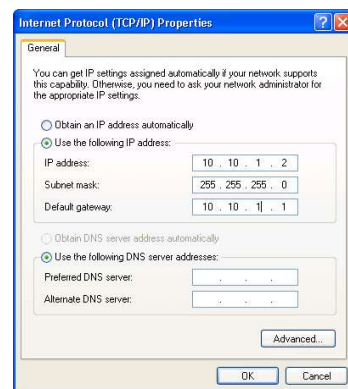 Internet Protocol (TCP/IP) Properties
General
You can get IP settings assigned automatically if your network supports
this capability. Otherwise, you need to ask your network administrator for
the appropriate IP settings.
Obtain an IP address automatically
Use the following IP address:
IP address: 10 . 10 . 1 . 2
Subnet mask: 255 . 255 . 255 . 0
Default gateway: 10 . 10 . 1 . 1
Obtain DNS server address automatically
Use the following DNS server addresses:
Preferred DNS server: . . .
Alternate DNS server: . . .
Advanced...
OK Cancel